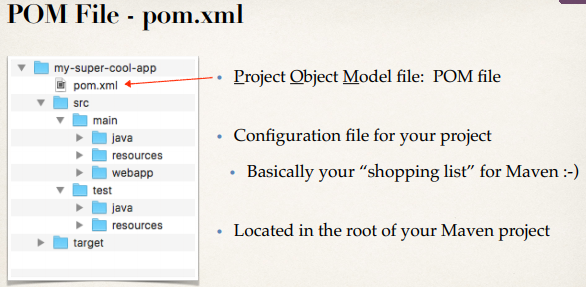 POM File - pom.xml
my-super-cool-app
pom.xml
src
main
java
resources
webapp
test
java
resources
target
• Project Object Model file: POM file
• Configuration file for your project
• Basically your “shopping list” for Maven :-)
• Located in the root of your Maven project